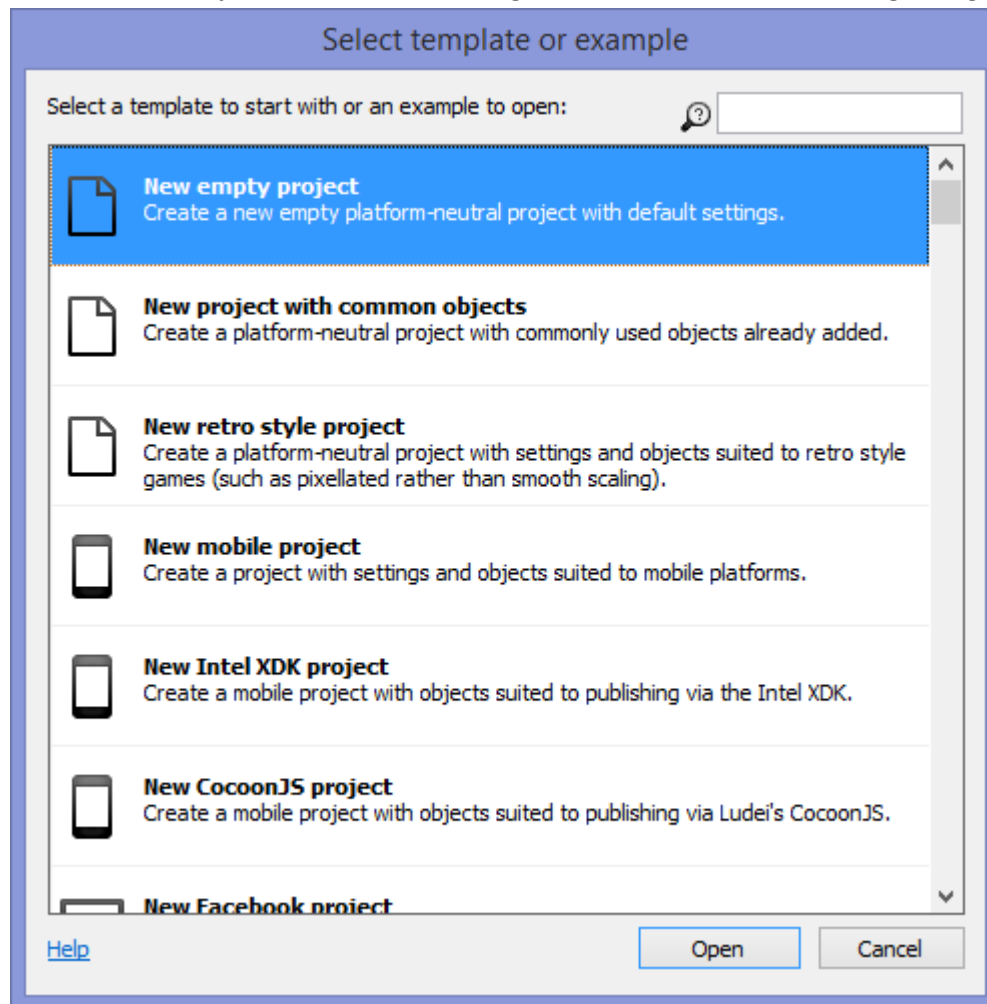 Select template or example
Select a template to start with or an example to open:
New empty project
Create a new empty platform-neutral project with default settings.
New project with common objects
Create a platform-neutral project with commonly used objects already added.
New retro style project
Create a platform-neutral project with settings and objects suited to retro style
games (such as pixellated rather than smooth scaling).
New mobile project
Create a project with settings and objects suited to mobile platforms.
New Intel XDK project
Create a mobile project with objects suited to publishing via the Intel XDK.
New CocoonJS project
Create a mobile project with objects suited to publishing via Ludei's CocoonJS.
New Facebook project
Help
Open
Cancel